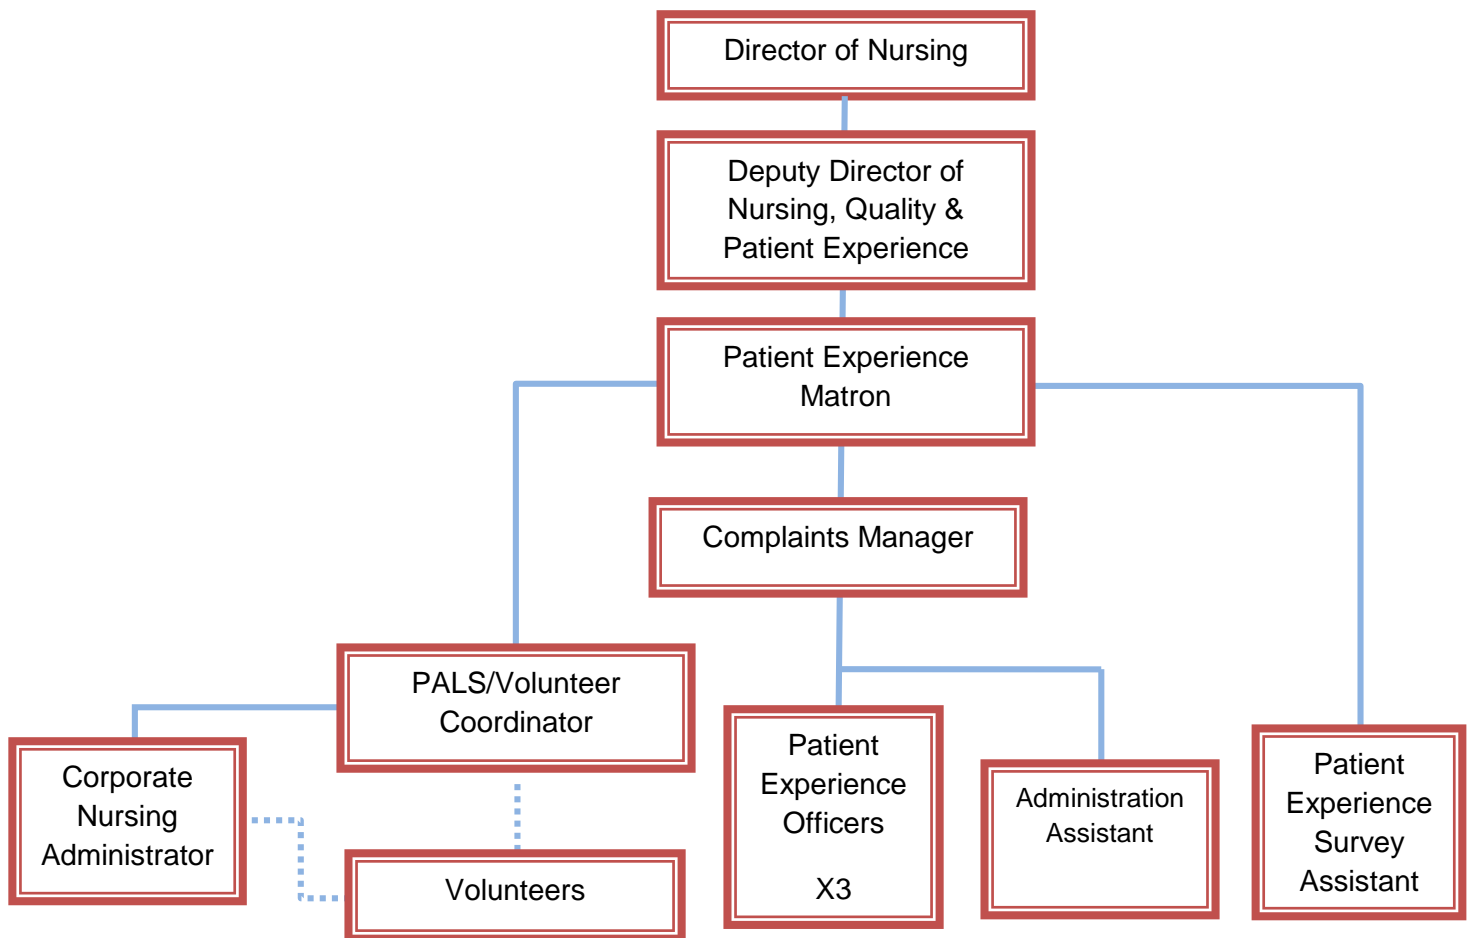 Director of Nursing
Deputy Director of
Nursing, Quality &
Patient Experience
Patient Experience
Matron
Complaints Manager
PALS/Volunteer
Coordinator
Corporate
Nursing
Administrator
Volunteers
Patient
Experience
Officers
X3
Administration
Assistant
Patient
Experience
Survey
Assistant